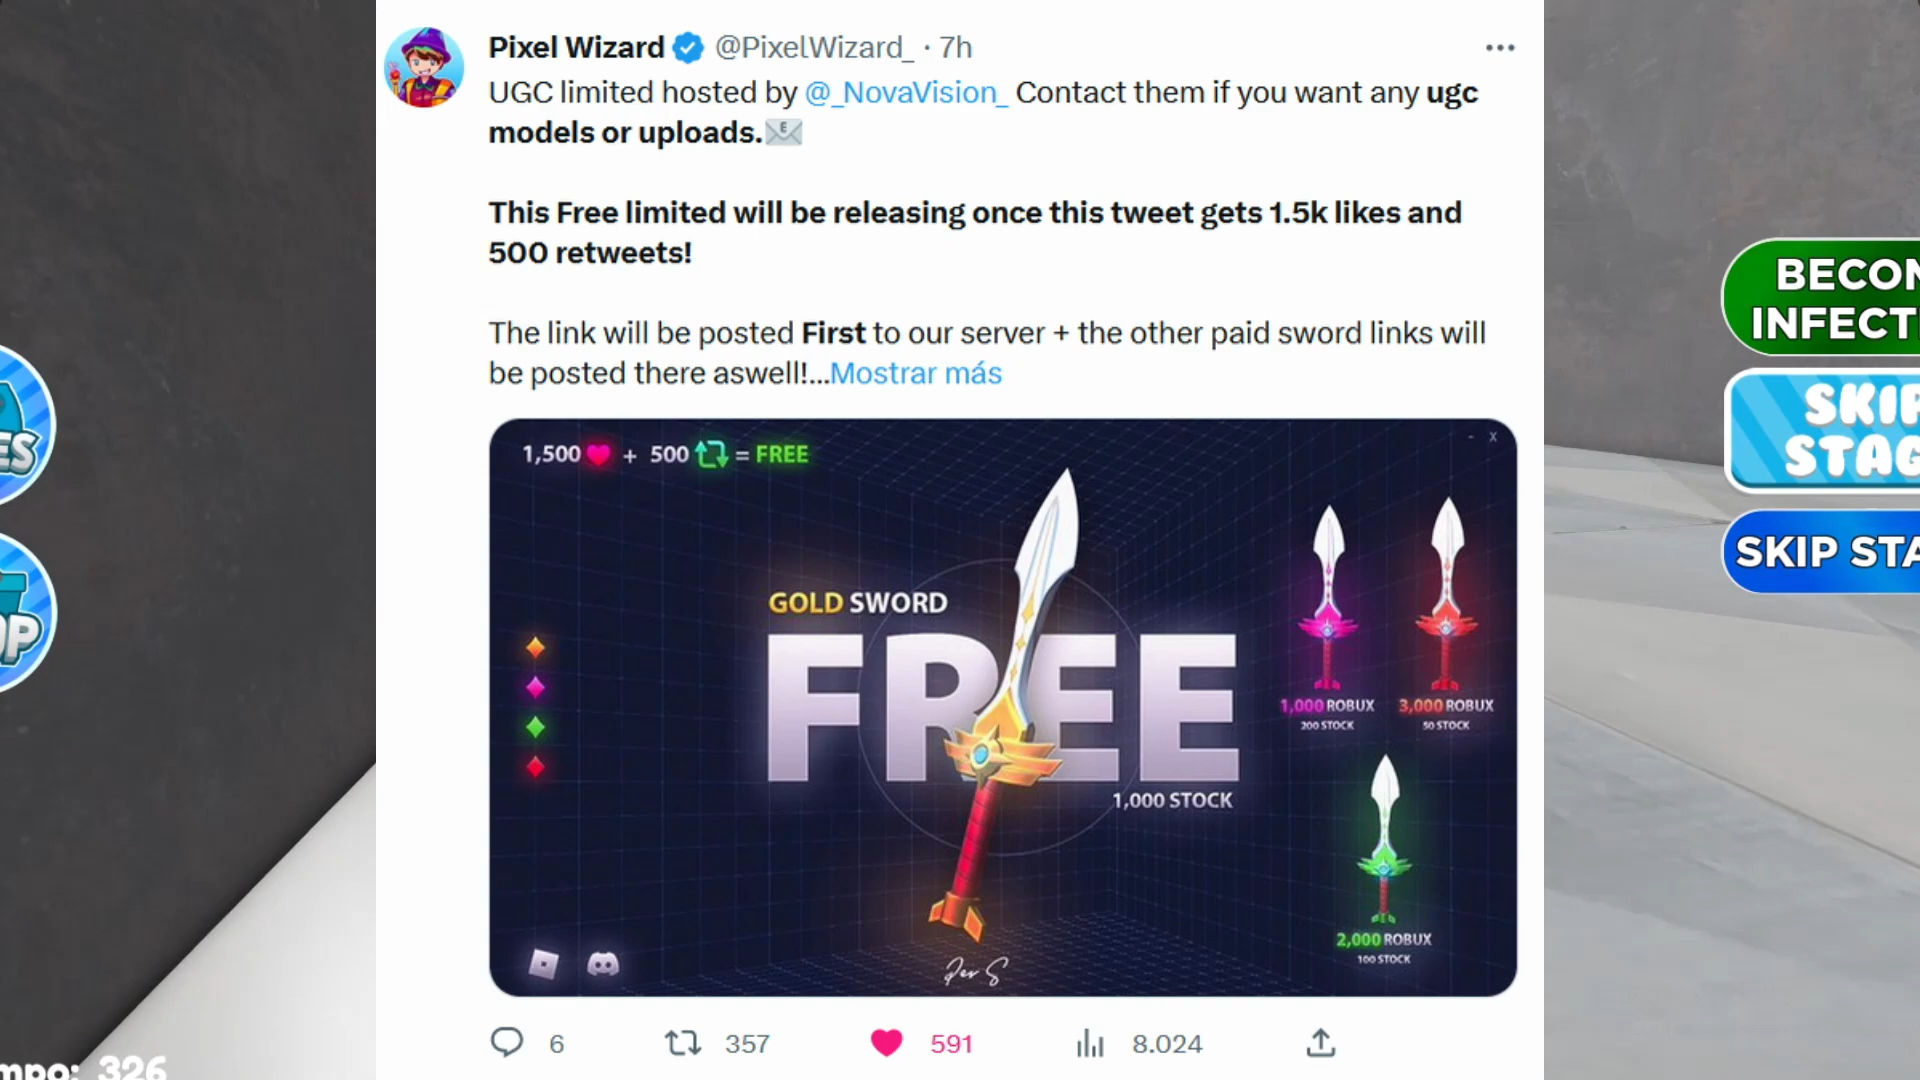 Pixel Wizard @PixelWizard_ · 7h
UGC limited hosted by @_NovaVision_ Contact them if you want any ugc
models or uploads.
This Free limited will be releasing once this tweet gets 1.5k likes and
500 retweets!
The link will be posted First to our server + the other paid sword links will
be posted there aswell!...Mostrar más
1,500 + 500 = FREE
GOLD SWORD
FREE
1,000 STOCK
1,000 ROBUX
200 STOCK
3,000 ROBUX
50 STOCK
2,000 ROBUX
100 STOCK
6 357 591 8.024
BECOM
INFECT
SKIP
STAG
SKIP STA
ES
OP
mpo: 326